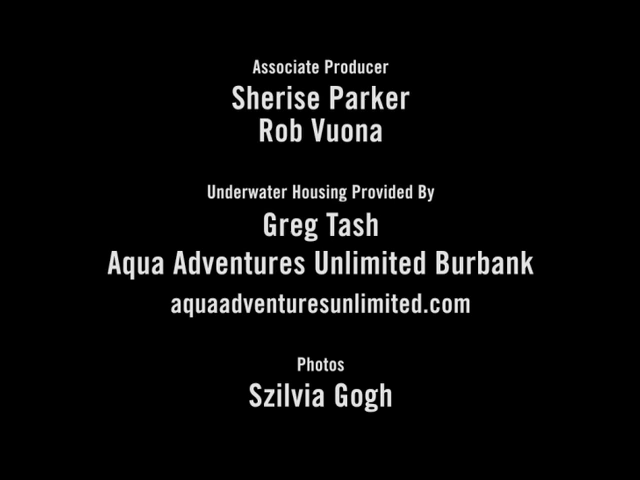 Associate Producer
Sherise Parker
Rob Vuona
Underwater Housing Provided By
Greg Tash
Aqua Adventures Unlimited Burbank
aquaadventuresunlimited.com
Photos
Szilvia Gogh